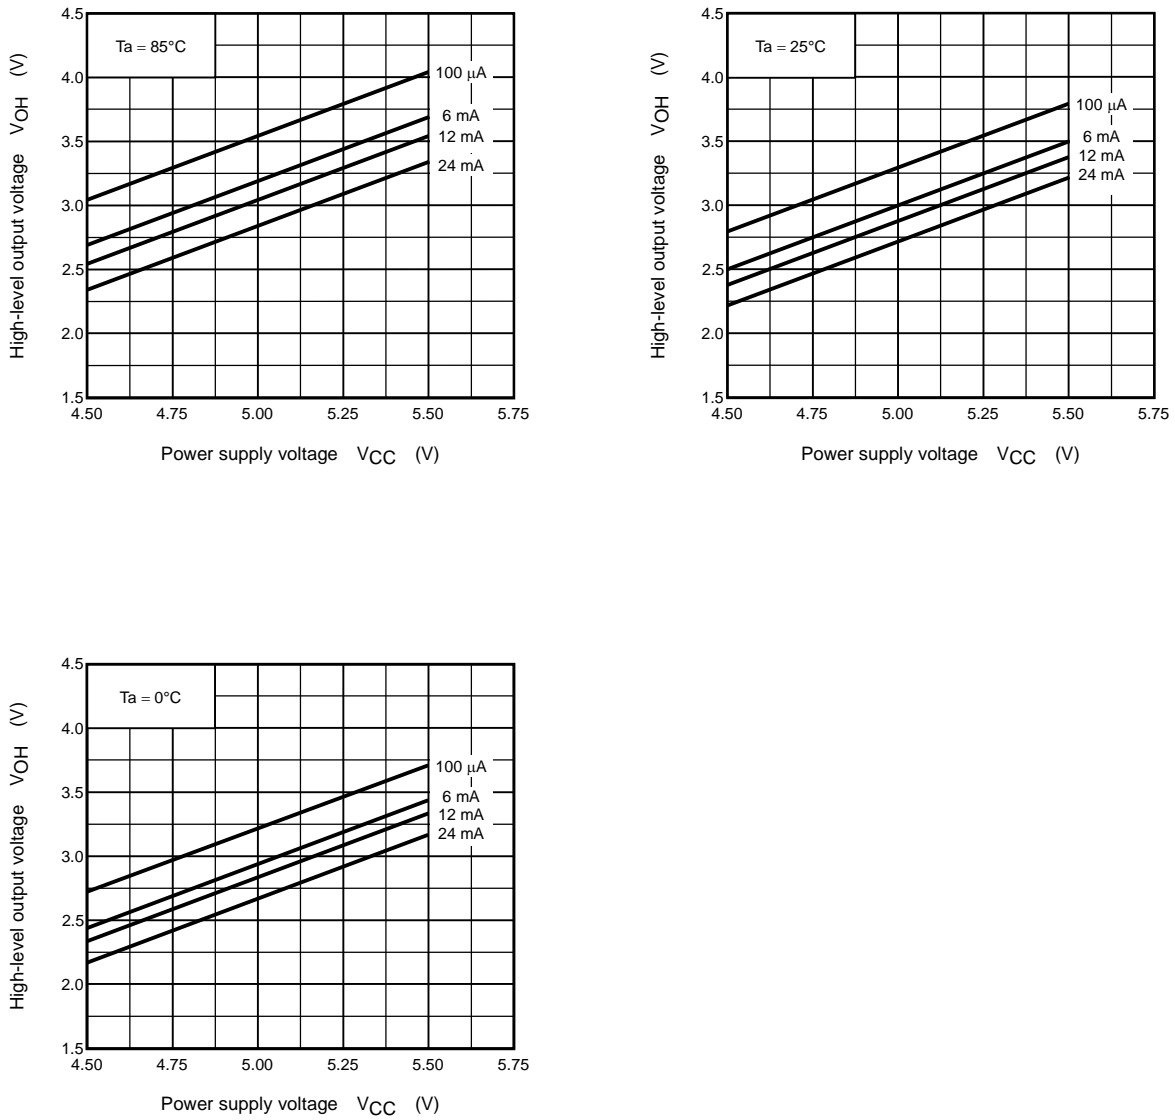 High-level output voltage VOH (V)
4.5
4.0
3.5
3.0
2.5
2.0
1.5
Ta = 85°C
100 μA
6 mA
12 mA
24 mA
4.50 4.75 5.00 5.25 5.50 5.75
Power supply voltage VCC (V)
High-level output voltage VOH (V)
4.5
4.0
3.5
3.0
2.5
2.0
1.5
Ta = 25°C
100 μA
6 mA
12 mA
24 mA
4.50 4.75 5.00 5.25 5.50 5.75
Power supply voltage VCC (V)
High-level output voltage VOH (V)
4.5
4.0
3.5
3.0
2.5
2.0
1.5
Ta = 0°C
100 μA
6 mA
12 mA
24 mA
4.50 4.75 5.00 5.25 5.50 5.75
Power supply voltage VCC (V)